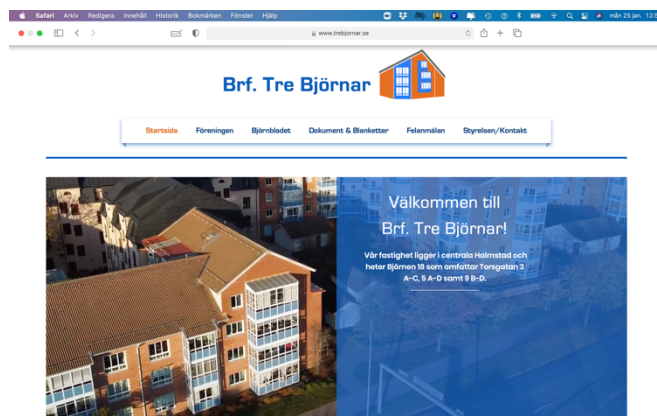 Safari Arkiv Redigera Innehåll Historik Bokmärken Fönster Hjälp mån 25 jan. 12:5
www.trebjornar.se
Brf. Tre Björnar
Startsida Föreningen Björnbladet Dokument & Blanketter Felanmälan Styrelsen/Kontakt
Välkommen till
Brf. Tre Björnar!
Vår fastighet ligger i centrala Halmstad och
heter Björnen 18 som omfattar Torsgatan 3
A-C, 5 A-D samt 9 B-D.